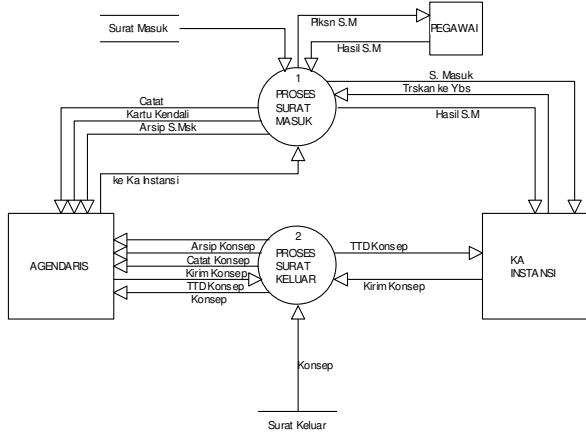 Plksn S.M
Surat Masuk
PEGAWAI
Hasil S.M
1
PROSES
SURAT
MASUK
S. Masuk
Trskan ke Ybs
Hasil S.M
Catat
Kartu Kendali
Arsip S.Msk
ke Ka Instansi
AGENDARIS
2
PROSES
SURAT
KELUAR
Arsip Konsep
Catat Konsep
Kirim Konsep
TTD Konsep
Konsep
TTD Konsep
Kirim Konsep
KA
INSTANSI
Konsep
Surat Keluar